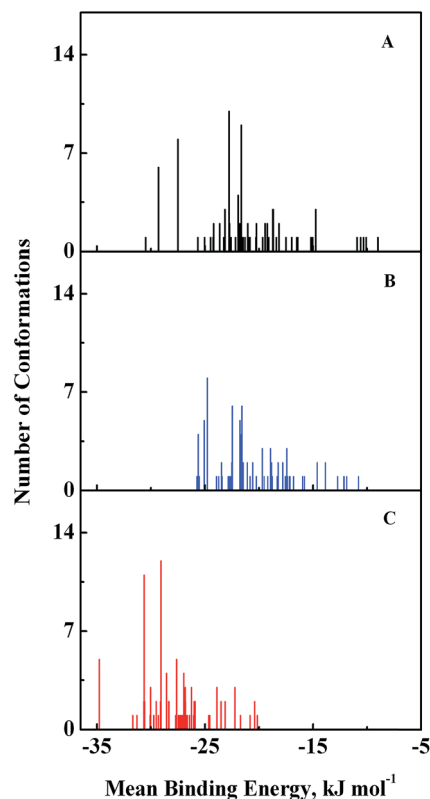 14
A
7
0
14
B
7
0
14
C
7
0
-35
-25
-15
-5
Number of Conformations
Mean Binding Energy, kJ mol⁻¹